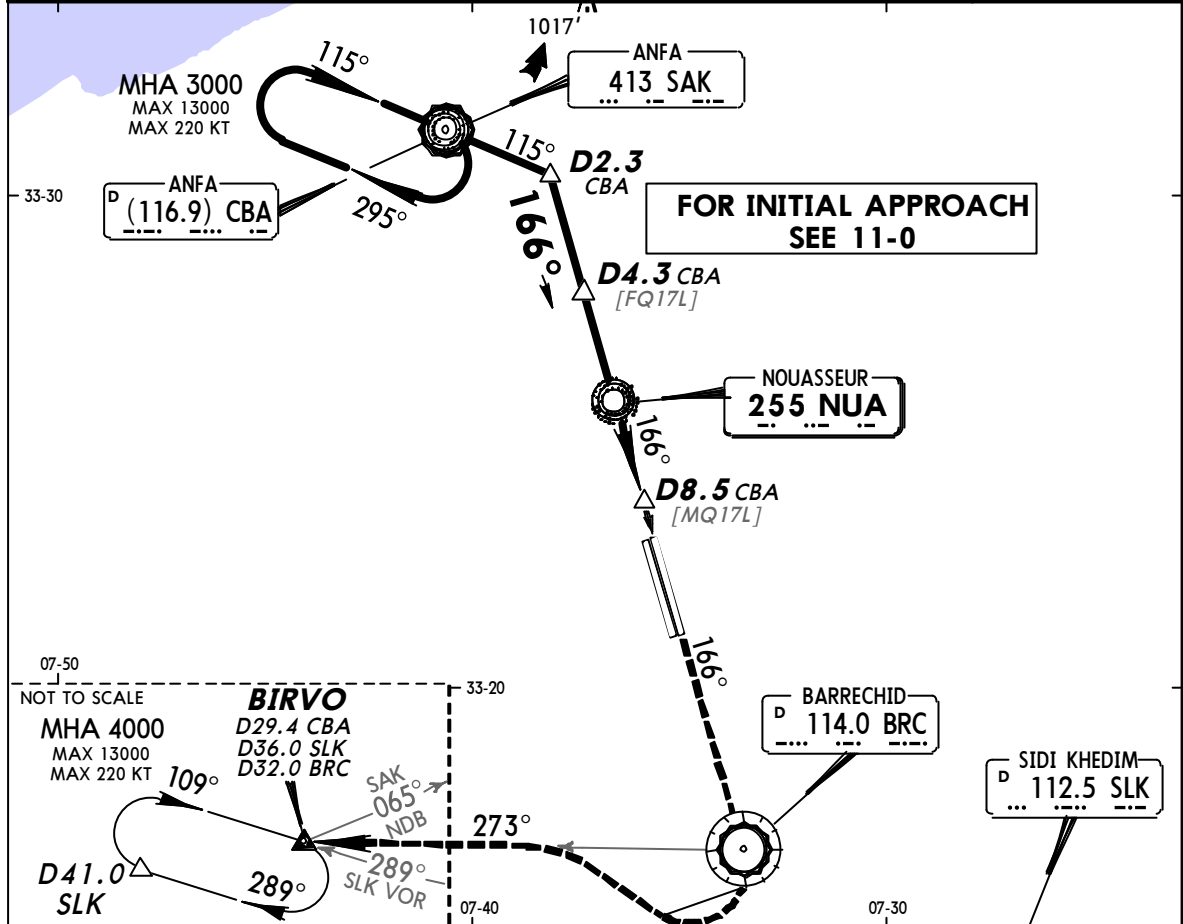 1017'
115°
ANFA
413 SAK
MHA 3000
MAX 13000
MAX 220 KT
115°
D2.3
CBA
ANFA
D (116.9) CBA
33-30
295°
166°
FOR INITIAL APPROACH
SEE 11-0
D4.3 CBA
[FQ17L]
NOUASSEUR
255 NUA
166°
D8.5 CBA
[MQ17L]
166°
07-50
33-20
NOT TO SCALE
MHA 4000
MAX 13000
MAX 220 KT
BIRVO
D29.4 CBA
D36.0 SLK
D32.0 BRC
BARRECHID
D 114.0 BRC
SIDI KHEDIM
D 112.5 SLK
109°
SAK
065°
NDB
273°
289°
SLK VOR
D41.0
SLK
289°
07-40
07-30